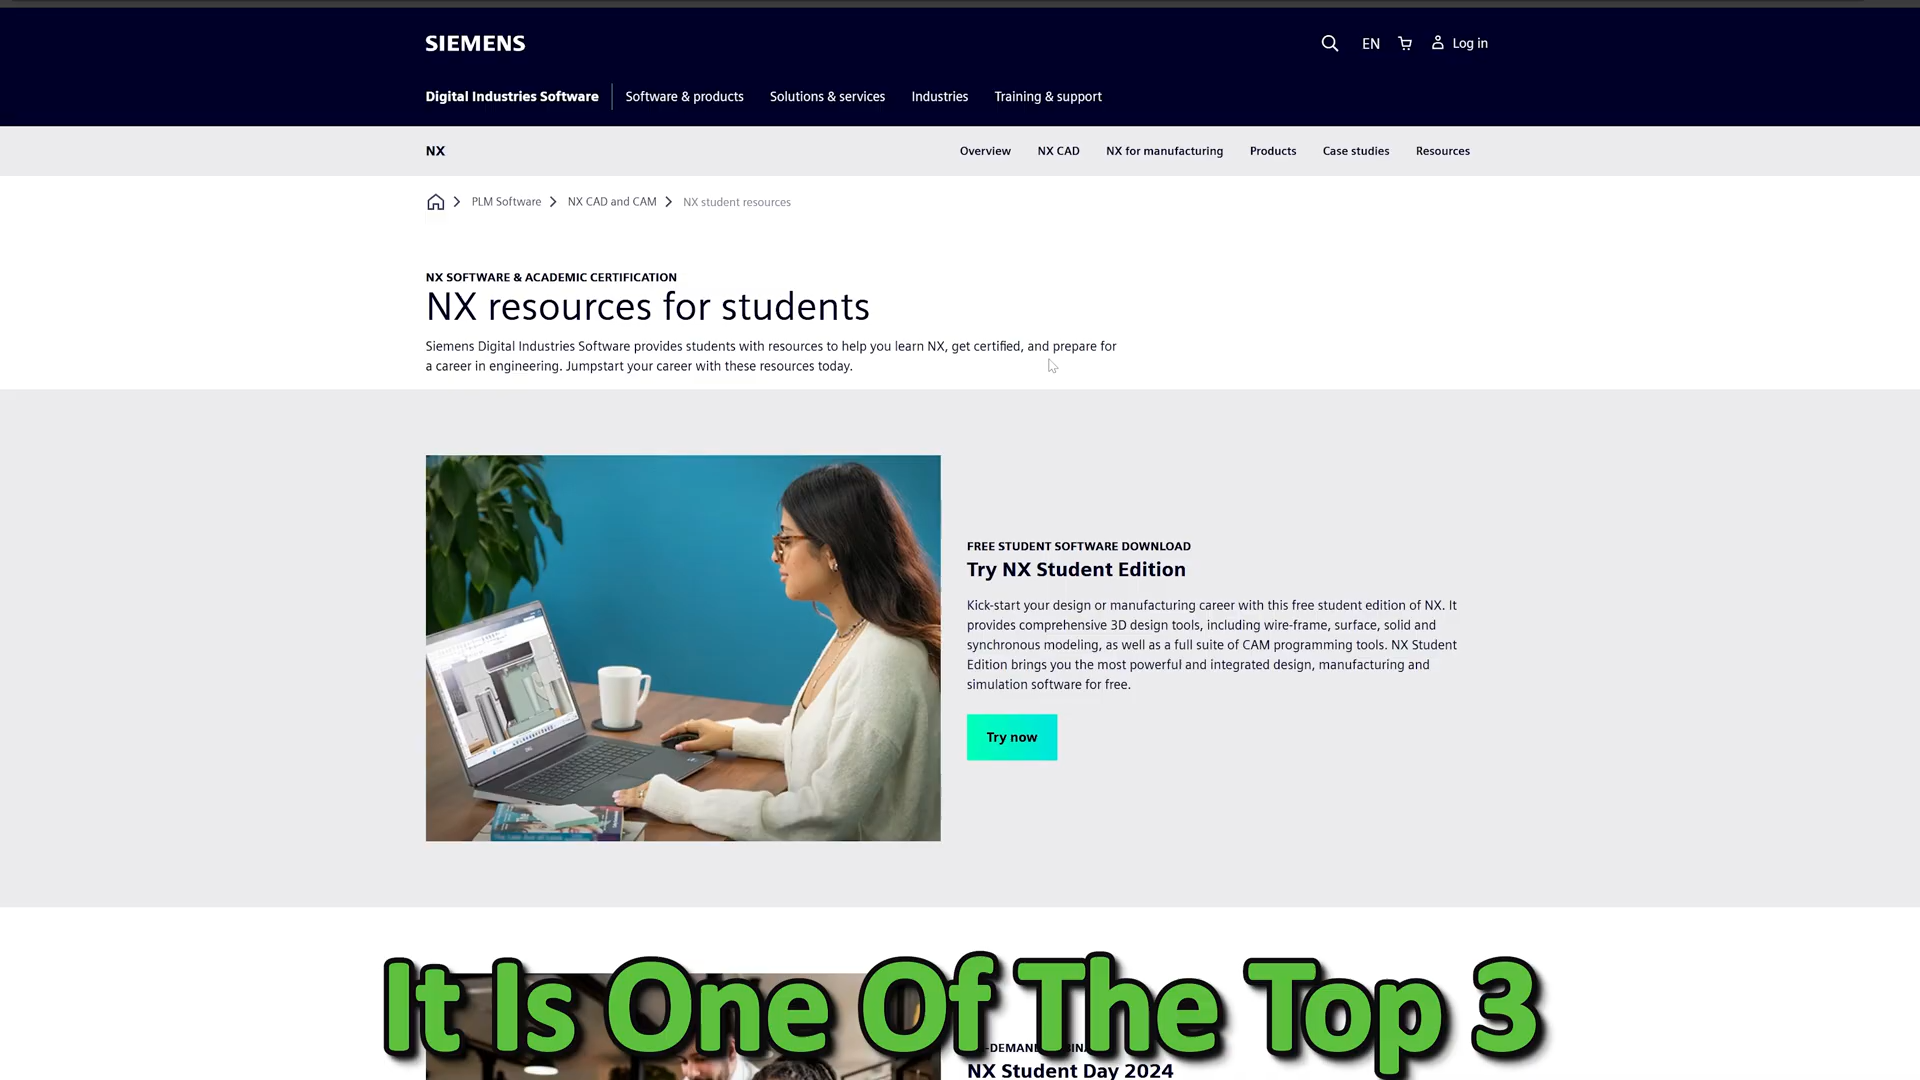 SIEMENS
EN
Log in
Digital Industries Software
Software & products
Solutions & services
Industries
Training & support
NX
Overview
NX CAD
NX for manufacturing
Products
Case studies
Resources
PLM Software
NX CAD and CAM
NX student resources
NX SOFTWARE & ACADEMIC CERTIFICATION
NX resources for students
Siemens Digital Industries Software provides students with resources to help you learn NX, get certified, and prepare for
a career in engineering. Jumpstart your career with these resources today.
FREE STUDENT SOFTWARE DOWNLOAD
Try NX Student Edition
Kick-start your design or manufacturing career with this free student edition of NX. It
provides comprehensive 3D design tools, including wire-frame, surface, solid and
synchronous modeling, as well as a full suite of CAM programming tools. NX Student
Edition brings you the most powerful and integrated design, manufacturing and
simulation software for free.
Try now
It Is One Of The Top 3
NX Student Day 2024